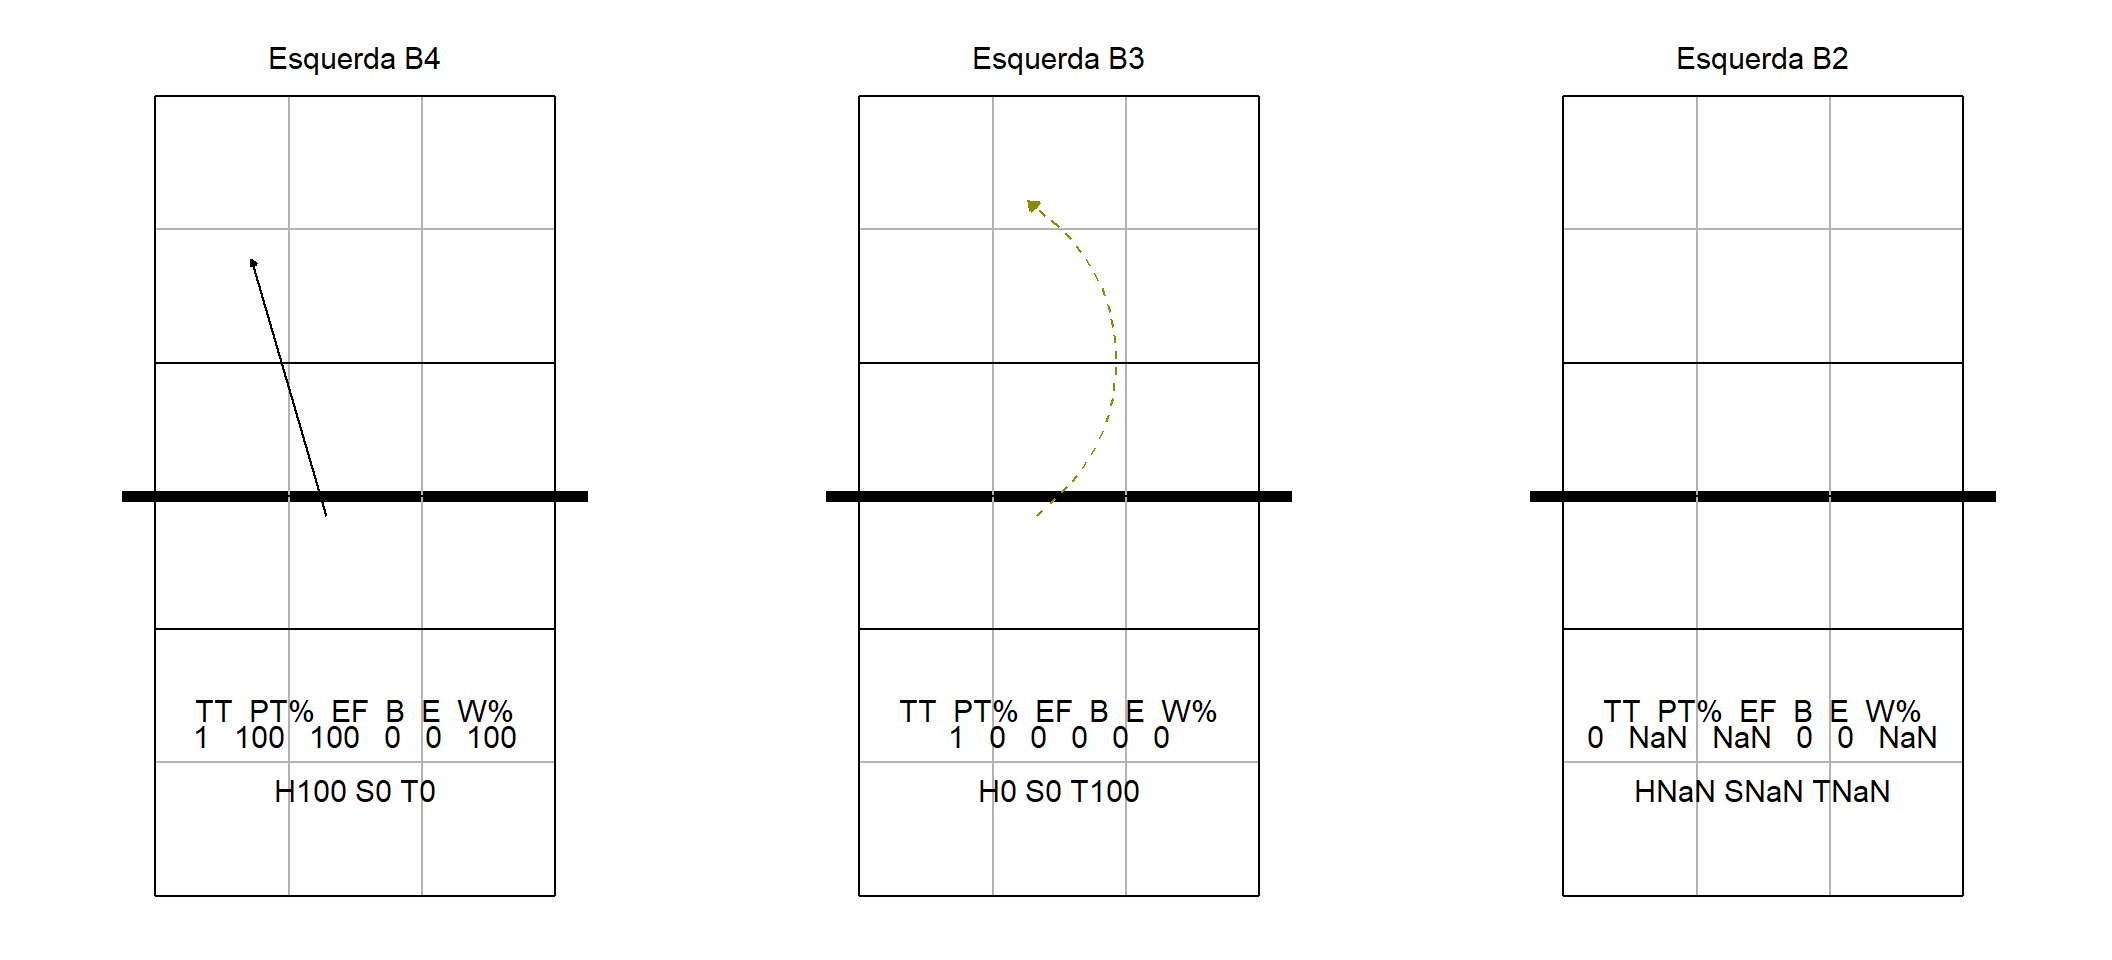 Esquerda B4
TT PT% EF B E W%
1 100 100 0 0 100
H100 S0 T0
Esquerda B3
TT PT% EF B E W%
1 0 0 0 0 0
H0 S0 T100
Esquerda B2
TT PT% EF B E W%
0 NaN NaN 0 0 NaN
HNaN SNaN TNaN